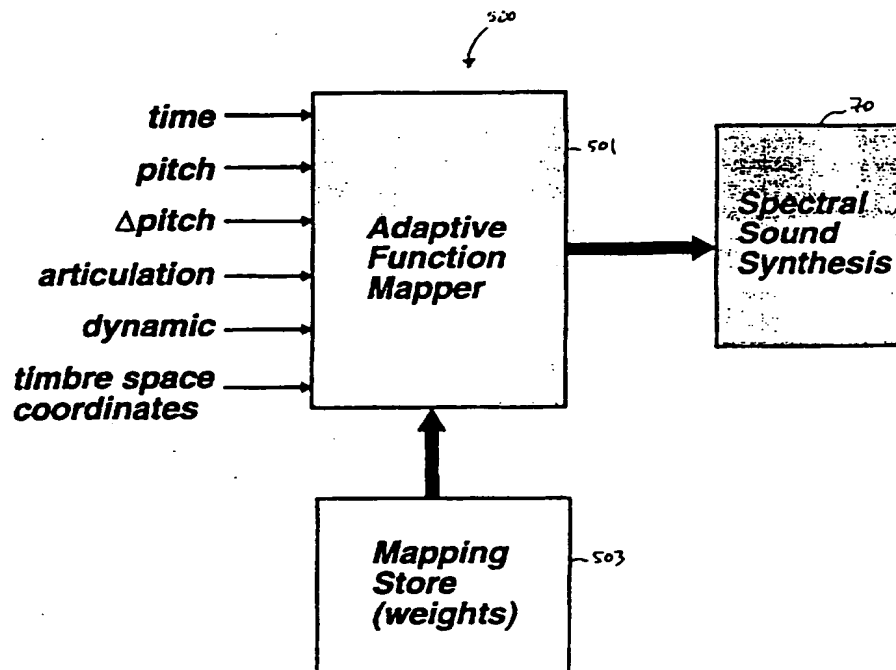 500
time
pitch
Δpitch
articulation
dynamic
timbre space
coordinates
Adaptive
Function
Mapper
501
70
Spectral
Sound
Synthesis
Mapping
Store
(weights)
503